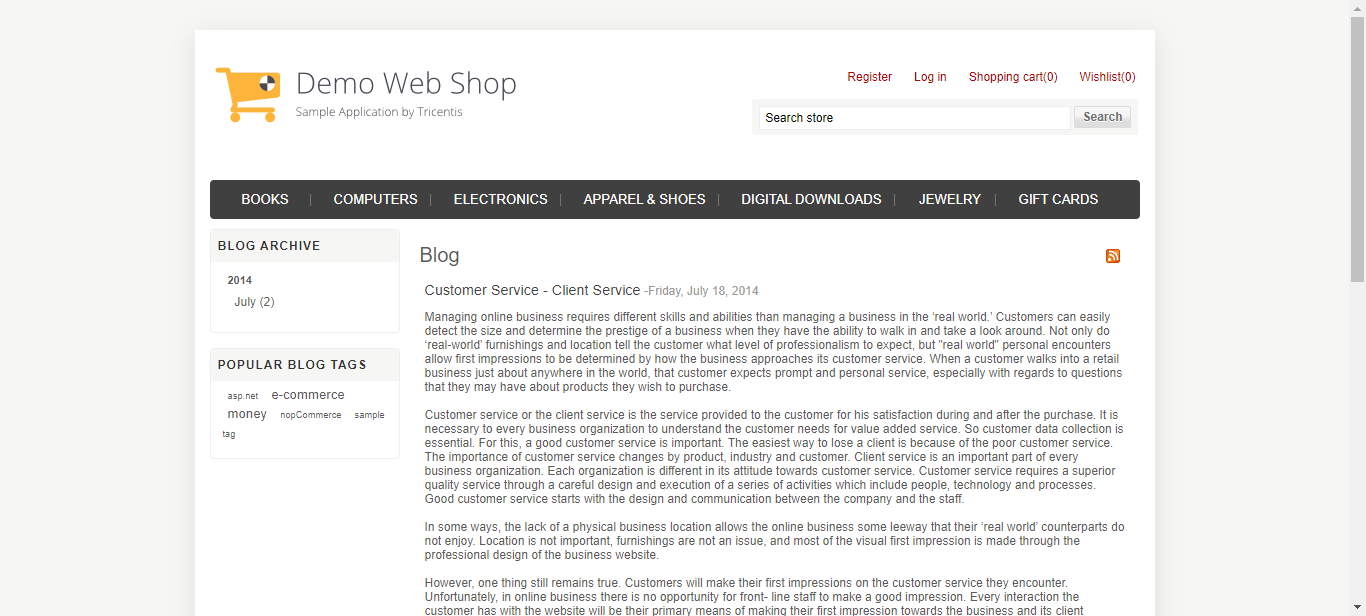 Demo Web Shop
Sample Application by Tricentis
Register Log in Shopping cart(0) Wishlist(0)
Search store Search
BOOKS COMPUTERS ELECTRONICS APPAREL & SHOES DIGITAL DOWNLOADS JEWELRY GIFT CARDS
BLOG ARCHIVE
2014
July (2)
POPULAR BLOG TAGS
asp.net e-commerce
money nopCommerce sample
tag
Blog
Customer Service - Client Service -Friday, July 18, 2014
Managing online business requires different skills and abilities than managing a business in the ‘real world.’ Customers can easily
detect the size and determine the prestige of a business when they have the ability to walk in and take a look around. Not only do
‘real-world’ furnishings and location tell the customer what level of professionalism to expect, but "real world" personal encounters
allow first impressions to be determined by how the business approaches its customer service. When a customer walks into a retail
business just about anywhere in the world, that customer expects prompt and personal service, especially with regards to questions
that they may have about products they wish to purchase.
Customer service or the client service is the service provided to the customer for his satisfaction during and after the purchase. It is
necessary to every business organization to understand the customer needs for value added service. So customer data collection is
essential. For this, a good customer service is important. The easiest way to lose a client is because of the poor customer service.
The importance of customer service changes by product, industry and customer. Client service is an important part of every
business organization. Each organization is different in its attitude towards customer service. Customer service requires a superior
quality service through a careful design and execution of a series of activities which include people, technology and processes.
Good customer service starts with the design and communication between the company and the staff.
In some ways, the lack of a physical business location allows the online business some leeway that their ‘real world’ counterparts do
not enjoy. Location is not important, furnishings are not an issue, and most of the visual first impression is made through the
professional design of the business website.
However, one thing still remains true. Customers will make their first impressions on the customer service they encounter.
Unfortunately, in online business there is no opportunity for front- line staff to make a good impression. Every interaction the
customer has with the website will be their primary means of making their first impression towards the business and its client